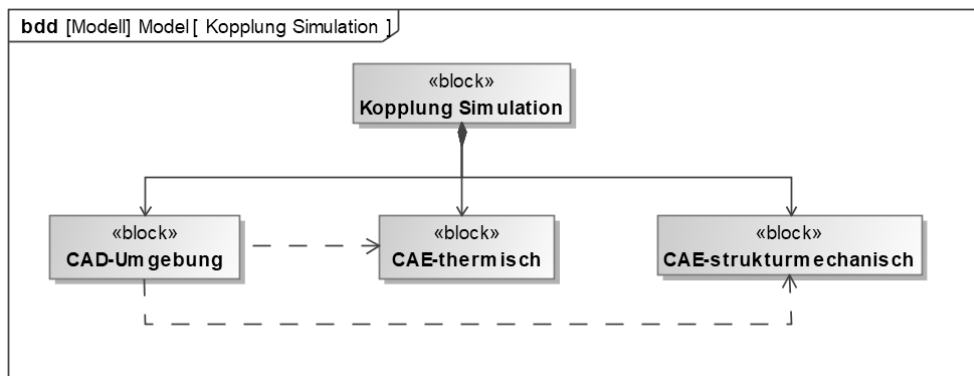 bdd [Modell] Model [ Kopplung Simulation ]
«block»
Kopplung Simulation
«block»
CAD-Umgebung
«block»
CAE-thermisch
«block»
CAE-strukturmechanisch